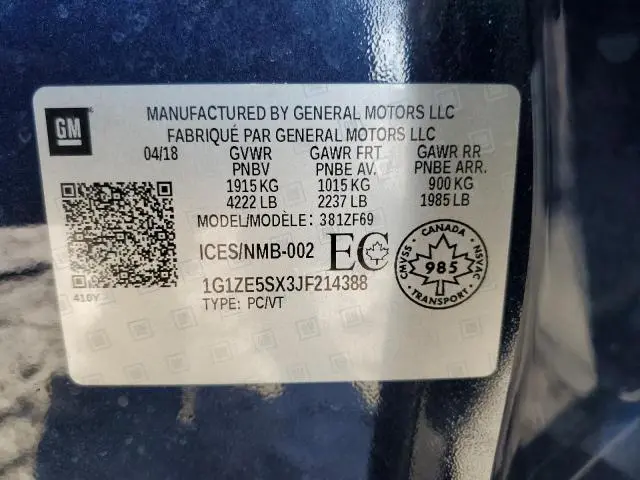 GM
MANUFACTURED BY GENERAL MOTORS LLC
FABRIQUÉ PAR GENERAL MOTORS LLC
04/18 GVWR GAWR FRT GAWR RR
PNBV PNBE AV. PNBE ARR.
1915 KG 1015 KG 900 KG
4222 LB 2237 LB 1985 LB
MODEL/MODÈLE: 381ZF69
ICES/NMB-002 EC
CANADA
CMVSS 985 NSVAC
TRANSPORT
1G1ZE5SX3JF214388
TYPE: PC/VT
416Y